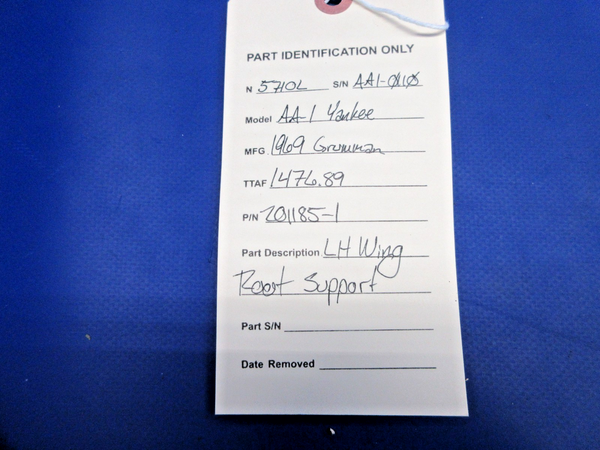 PART IDENTIFICATION ONLY
N 5710L S/N AA1-0110
Model AA-1 Yankee
MFG 1969 Grumman
TTAF 1476.89
P/N 201185-1
Part Description LH Wing
Root Support
Part S/N
Date Removed